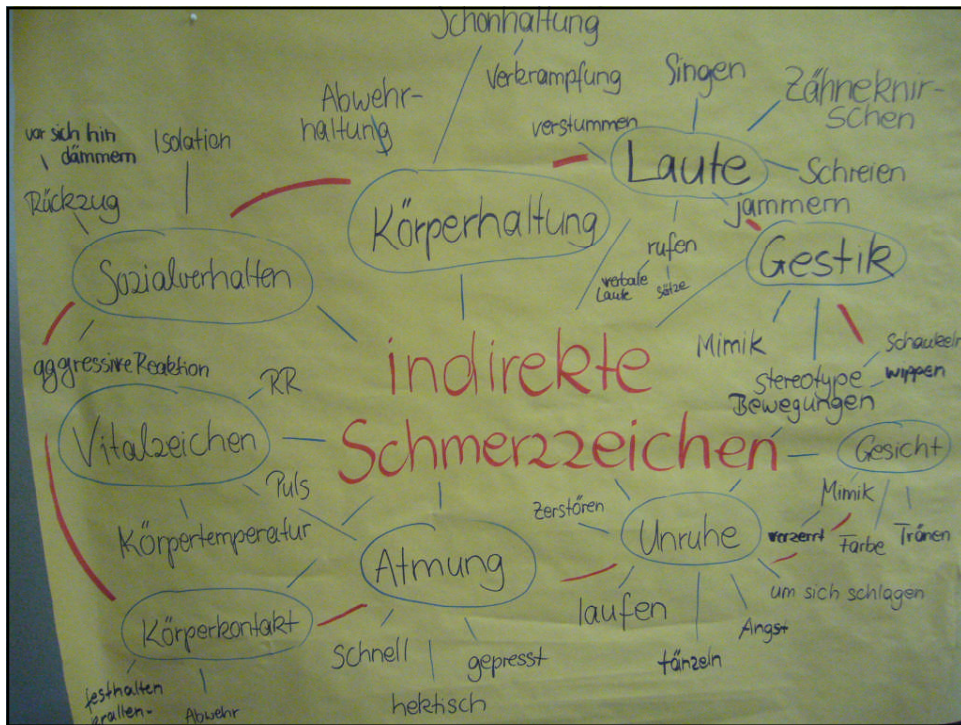 Schonhaltung
Verkrampfung
Abwehr-
haltung
Körperhaltung
Singen
Zähneknir-
schen
verstummen
Laute
Schreien
jammern
rufen
verbale
Laute
Sätze
vor sich hin
dämmern
Isolation
Rückzug
Sozialverhalten
aggressive Reaktion
Gestik
Mimik
stereotype
Bewegungen
Schaukeln
wippen
indirekte
Schmerzzeichen
RR
Vitalzeichen
Puls
Körpertemperatur
Gesicht
Mimik
verzerrt
Farbe
Tränen
Zerstören
Unruhe
laufen
tänzeln
Angst
um sich schlagen
Atmung
Schnell
hektisch
gepresst
Körperkontakt
festhalten
Abwehr